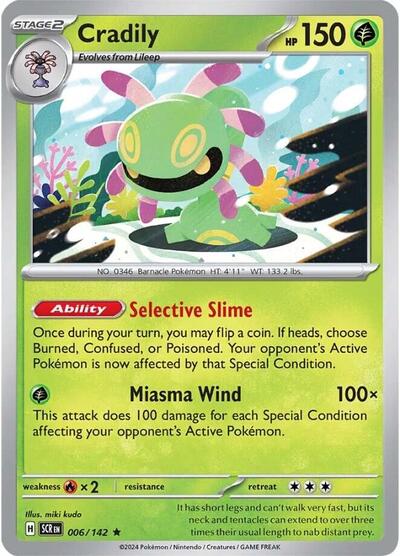 STAGE2
Cradily
HP 150
Evolves from Lileep
NO. 0346 Barnacle Pokémon HT: 4'11" WT: 133.2 lbs.
Ability Selective Slime
Once during your turn, you may flip a coin. If heads, choose
Burned, Confused, or Poisoned. Your opponent's Active
Pokémon is now affected by that Special Condition.
Miasma Wind 100×
This attack does 100 damage for each Special Condition
affecting your opponent's Active Pokémon.
weakness ×2 resistance retreat
Illus. miki kudo
H SCR EN 006/142 ★
It has short legs and can't walk very fast, but its
neck and tentacles can extend to over three
times their usual length to nab distant prey.
©2024 Pokémon / Nintendo / Creatures / GAME FREAK